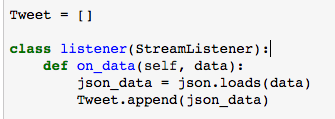 Tweet = []
class listener(StreamListener):
def on_data(self, data):
json_data = json.loads(data)
Tweet.append(json_data)